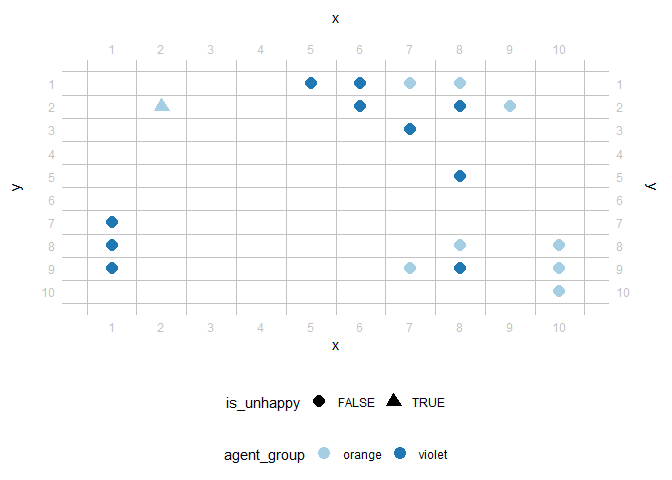 x
1 2 3 4 5 6 7 8 9 10
1 1
2 2
3 3
4 4
5 5
y y
6 6
7 7
8 8
9 9
10 10
1 2 3 4 5 6 7 8 9 10
x
is_unhappy FALSE TRUE
agent_group orange violet